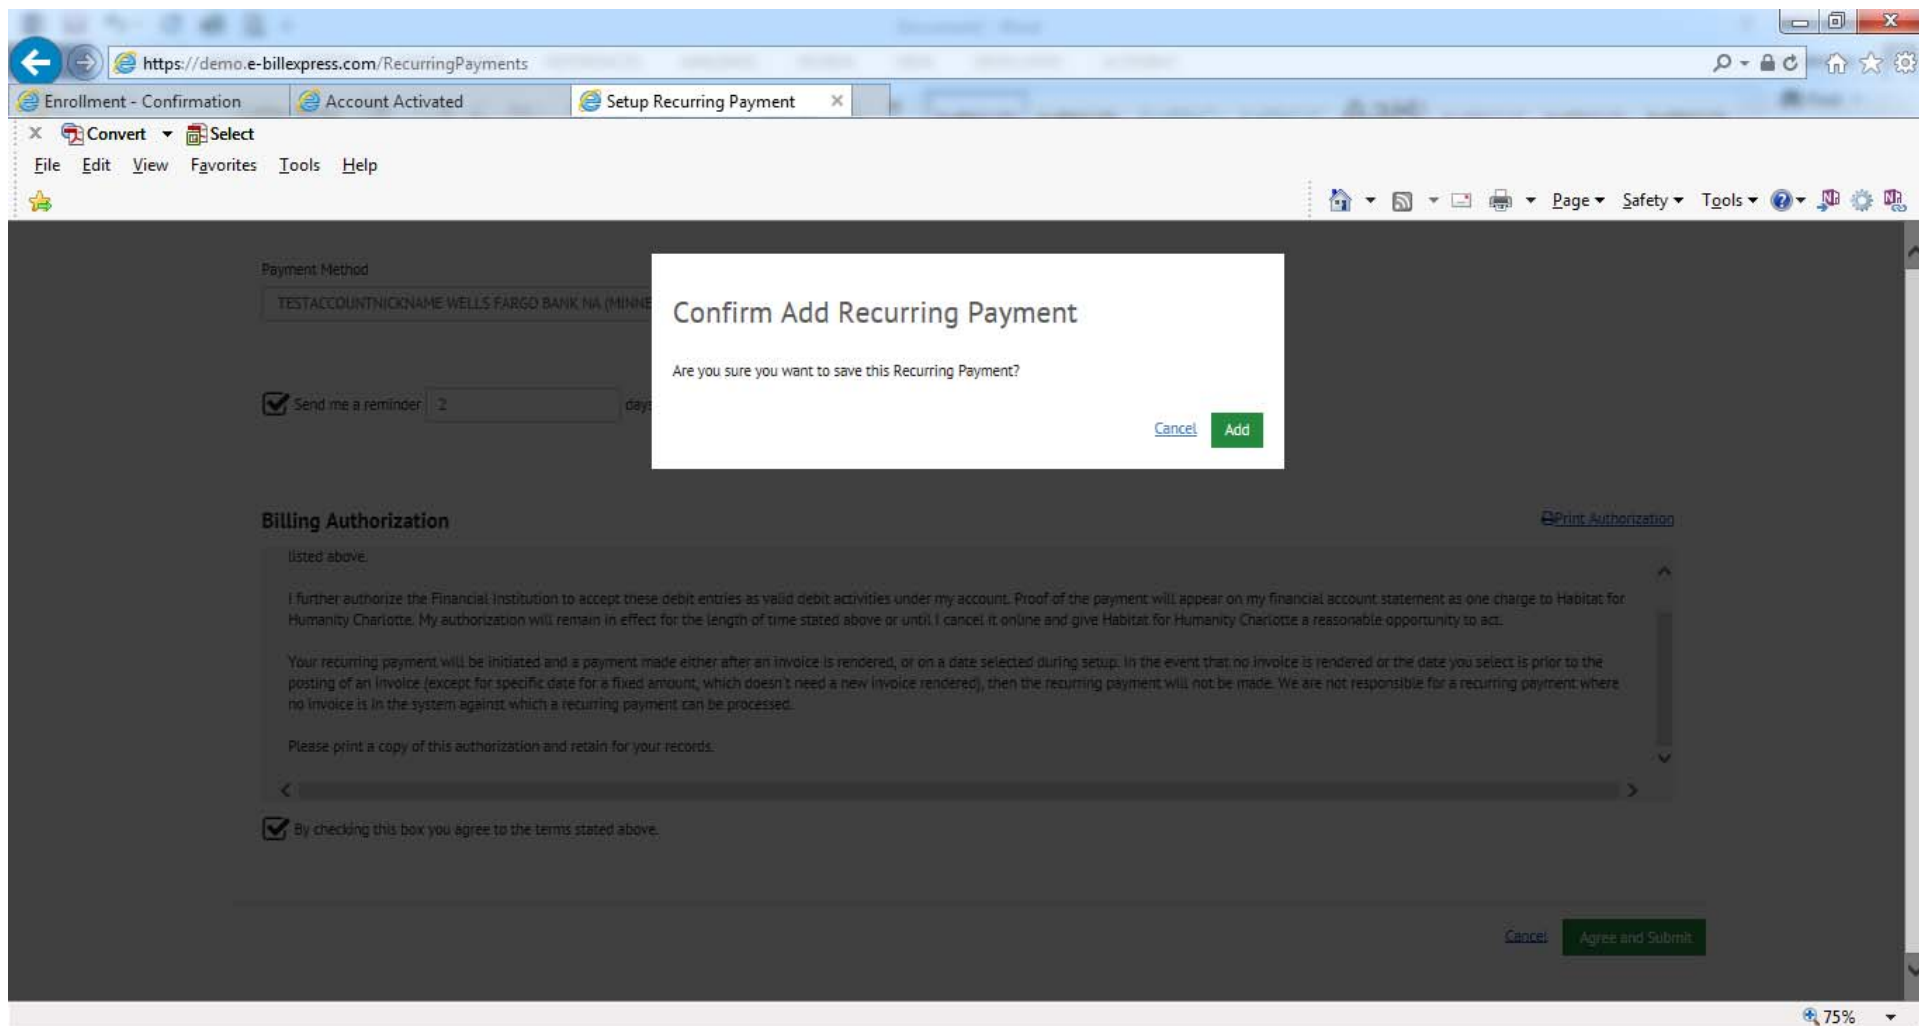 https://demo.e-billexpress.com/RecurringPayments
Enrollment - Confirmation
Account Activated
Setup Recurring Payment
Convert
Select
File Edit View Favorites Tools Help
Page Safety Tools
Payment Method
TESTACCOUNTNICKNAME WELLS FARGO BANK NA (MINNE
Confirm Add Recurring Payment
Are you sure you want to save this Recurring Payment?
Cancel Add
Send me a reminder 2 days
Billing Authorization
Print Authorization
listed above.
I further authorize the Financial Institution to accept these debit entries as valid debit activities under my account. Proof of the payment will appear on my financial account statement as one charge to Habitat for
Humanity Charlotte. My authorization will remain in effect for the length of time stated above or until I cancel it online and give Habitat for Humanity Charlotte a reasonable opportunity to act.
Your recurring payment will be initiated and a payment made either after an invoice is rendered, or on a date selected during setup. In the event that no invoice is rendered or the date you select is prior to the
posting of an invoice (except for specific date for a fixed amount, which doesn't need a new invoice rendered), then the recurring payment will not be made. We are not responsible for a recurring payment where
no invoice is in the system against which a recurring payment can be processed.
Please print a copy of this authorization and retain for your records.
By checking this box you agree to the terms stated above.
Cancel Agree and Submit
75%